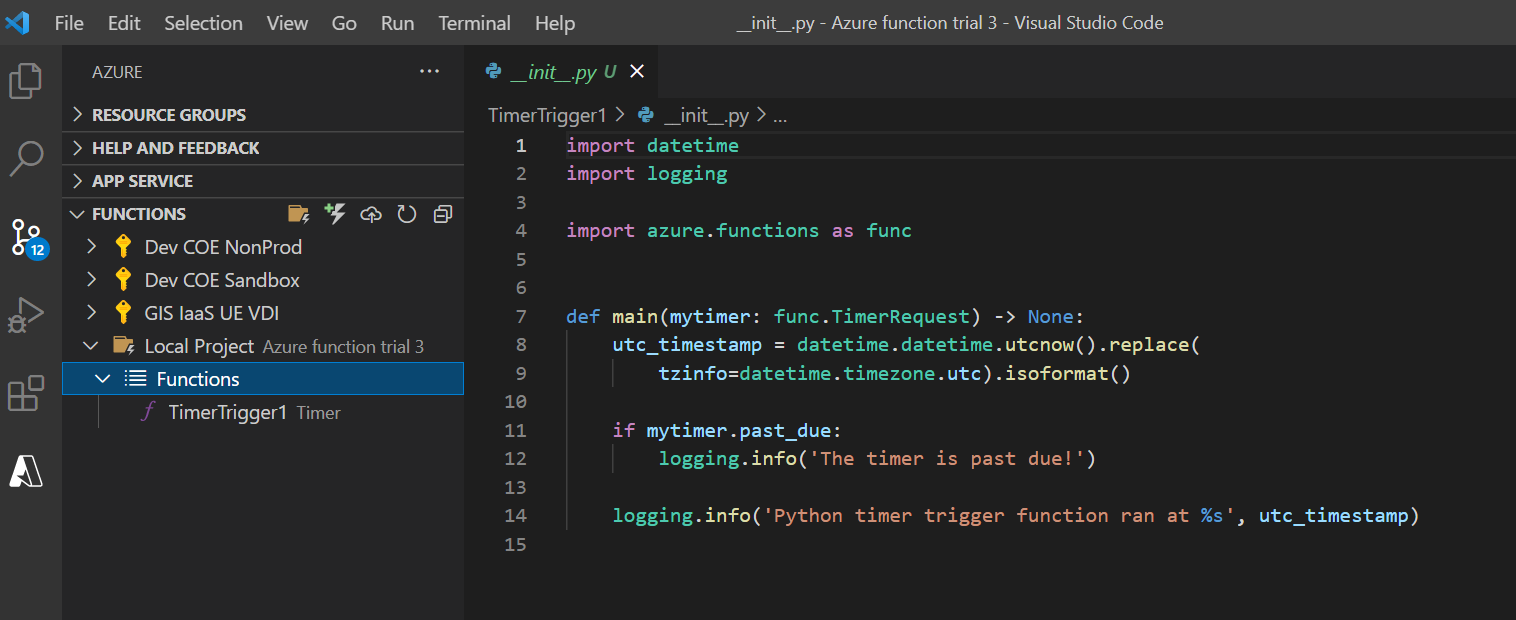 File Edit Selection View Go Run Terminal Help __init__.py - Azure function trial 3 - Visual Studio Code
AZURE ...
RESOURCE GROUPS
HELP AND FEEDBACK
APP SERVICE
FUNCTIONS
Dev COE NonProd
Dev COE Sandbox
GIS IaaS UE VDI
Local Project Azure function trial 3
Functions
TimerTrigger1 Timer
12
__init__.py U
TimerTrigger1 > __init__.py > ...
1 import datetime
2 import logging
3
4 import azure.functions as func
5
6
7 def main(mytimer: func.TimerRequest) -> None:
8     utc_timestamp = datetime.datetime.utcnow().replace(
9         tzinfo=datetime.timezone.utc).isoformat()
10
11     if mytimer.past_due:
12         logging.info('The timer is past due!')
13
14     logging.info('Python timer trigger function ran at %s', utc_timestamp)
15